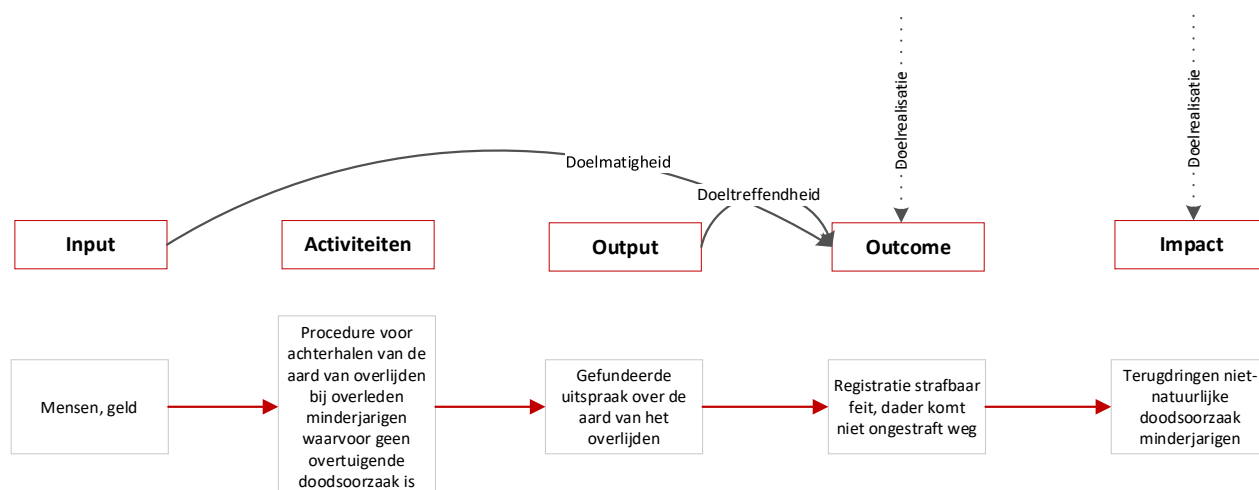 Doelrealisatie
Doelrealisatie
Doelmatigheid
Doeltreffendheid
Input
Activiteiten
Output
Outcome
Impact
Mensen, geld
Procedure voor
achterhalen van de
aard van overlijden
bij overleden
minderjarigen
waarvoor geen
overtuigende
doodsoorzaak is
Gefundeerde
uitspraak over de
aard van het
overlijden
Registratie strafbaar
feit, dader komt
niet ongestraft weg
Terugdringen niet-
natuurlijke
doodsoorzaak
minderjarigen